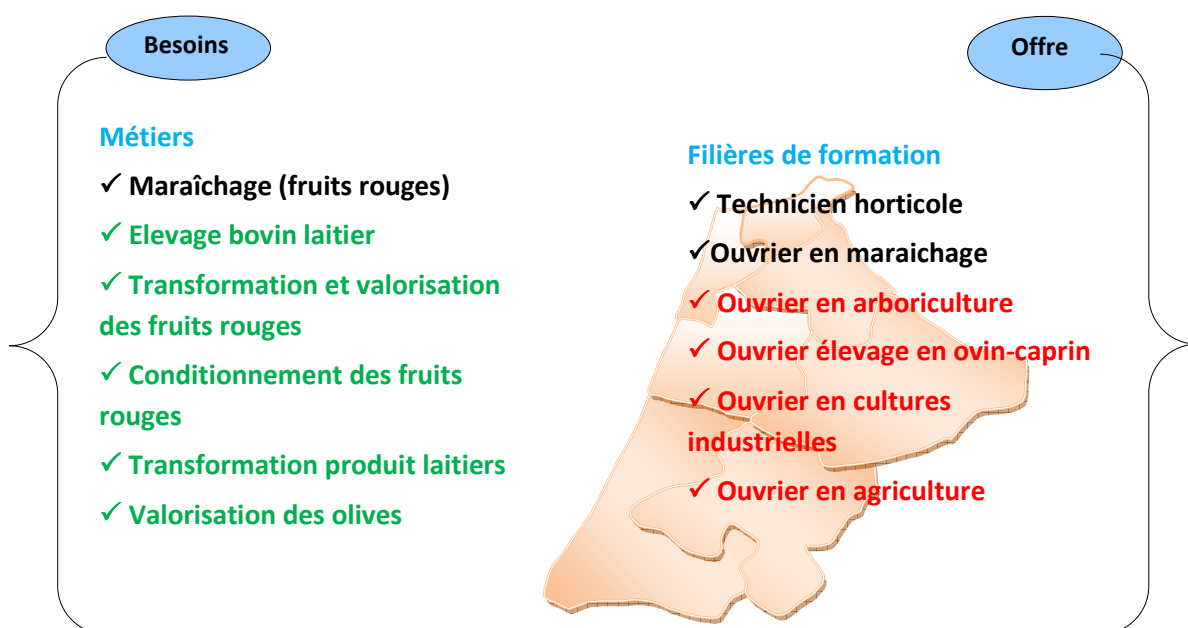 Besoins
Offre
Métiers
✓ Maraîchage (fruits rouges)
✓ Elevage bovin laitier
✓ Transformation et valorisation
des fruits rouges
✓ Conditionnement des fruits
rouges
✓ Transformation produit laitiers
✓ Valorisation des olives
Filières de formation
✓ Technicien horticole
✓Ouvrier en maraichage
✓ Ouvrier en arboriculture
✓ Ouvrier élevage en ovin-caprin
✓ Ouvrier en cultures
industrielles
✓ Ouvrier en agriculture